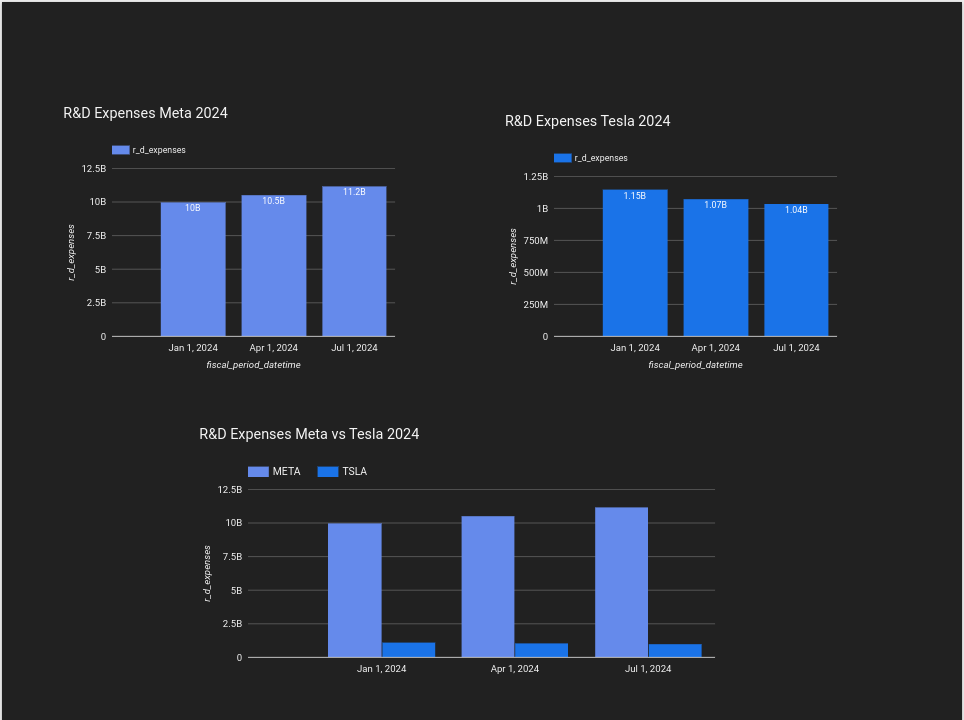 R&D Expenses Meta 2024
r_d_expenses
12.5B
10B
7.5B
5B
2.5B
0
r_d_expenses
10B
10.5B
11.2B
Jan 1, 2024 Apr 1, 2024 Jul 1, 2024
fiscal_period_datetime
R&D Expenses Tesla 2024
r_d_expenses
1.25B
1B
750M
500M
250M
0
r_d_expenses
1.15B
1.07B
1.04B
Jan 1, 2024 Apr 1, 2024 Jul 1, 2024
fiscal_period_datetime
R&D Expenses Meta vs Tesla 2024
META TSLA
12.5B
10B
7.5B
5B
2.5B
0
r_d_expenses
Jan 1, 2024 Apr 1, 2024 Jul 1, 2024